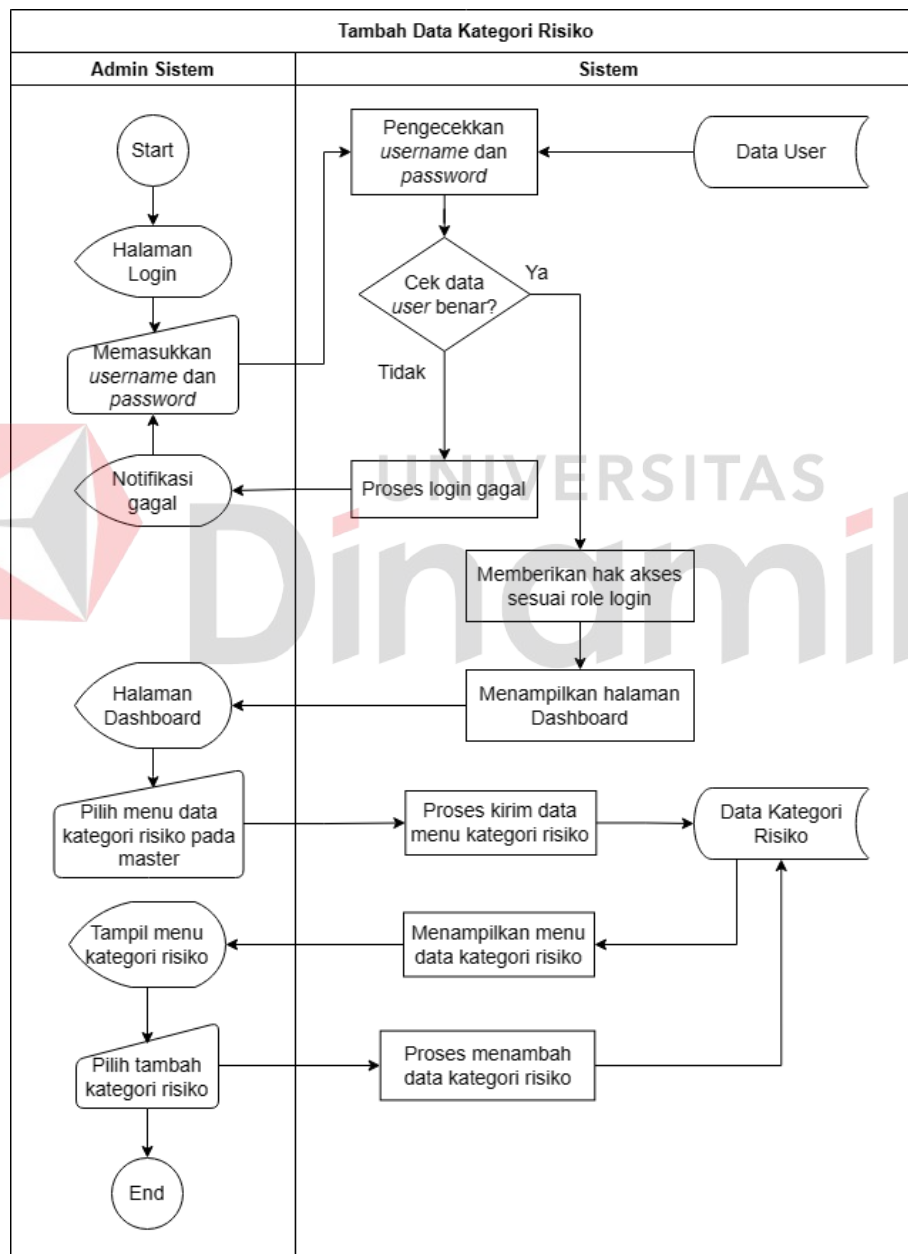 Tambah Data Kategori Risiko
Admin Sistem
Sistem
Start
Pengecekkan
username dan
password
Data User
Halaman
Login
Cek data
user benar?
Ya
Tidak
Memasukkan
username dan
password
Notifikasi
gagal
Proses login gagal
UNIVERSITAS
Dinamik
Memberikan hak akses
sesuai role login
Menampilkan halaman
Dashboard
Halaman
Dashboard
Pilih menu data
kategori risiko pada
master
Proses kirim data
menu kategori risiko
Data Kategori
Risiko
Menampilkan menu
data kategori risiko
Tampil menu
kategori risiko
Pilih tambah
kategori risiko
Proses menambah
data kategori risiko
End